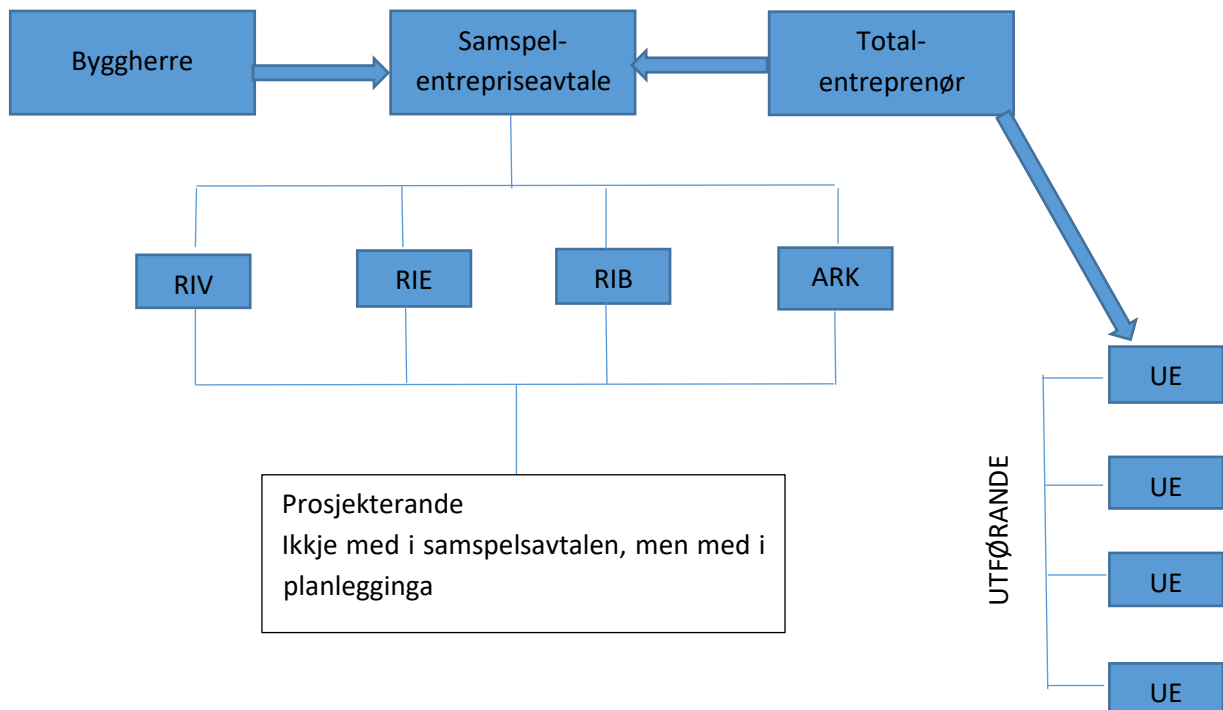 Byggherre
Samspel-
entrepriseavtale
Total-
entreprenør
RIV
RIE
RIB
ARK
Prosjekterande
Ikkje med i samspelsavtalen, men med i
planlegginga
UTFØRANDE
UE
UE
UE
UE